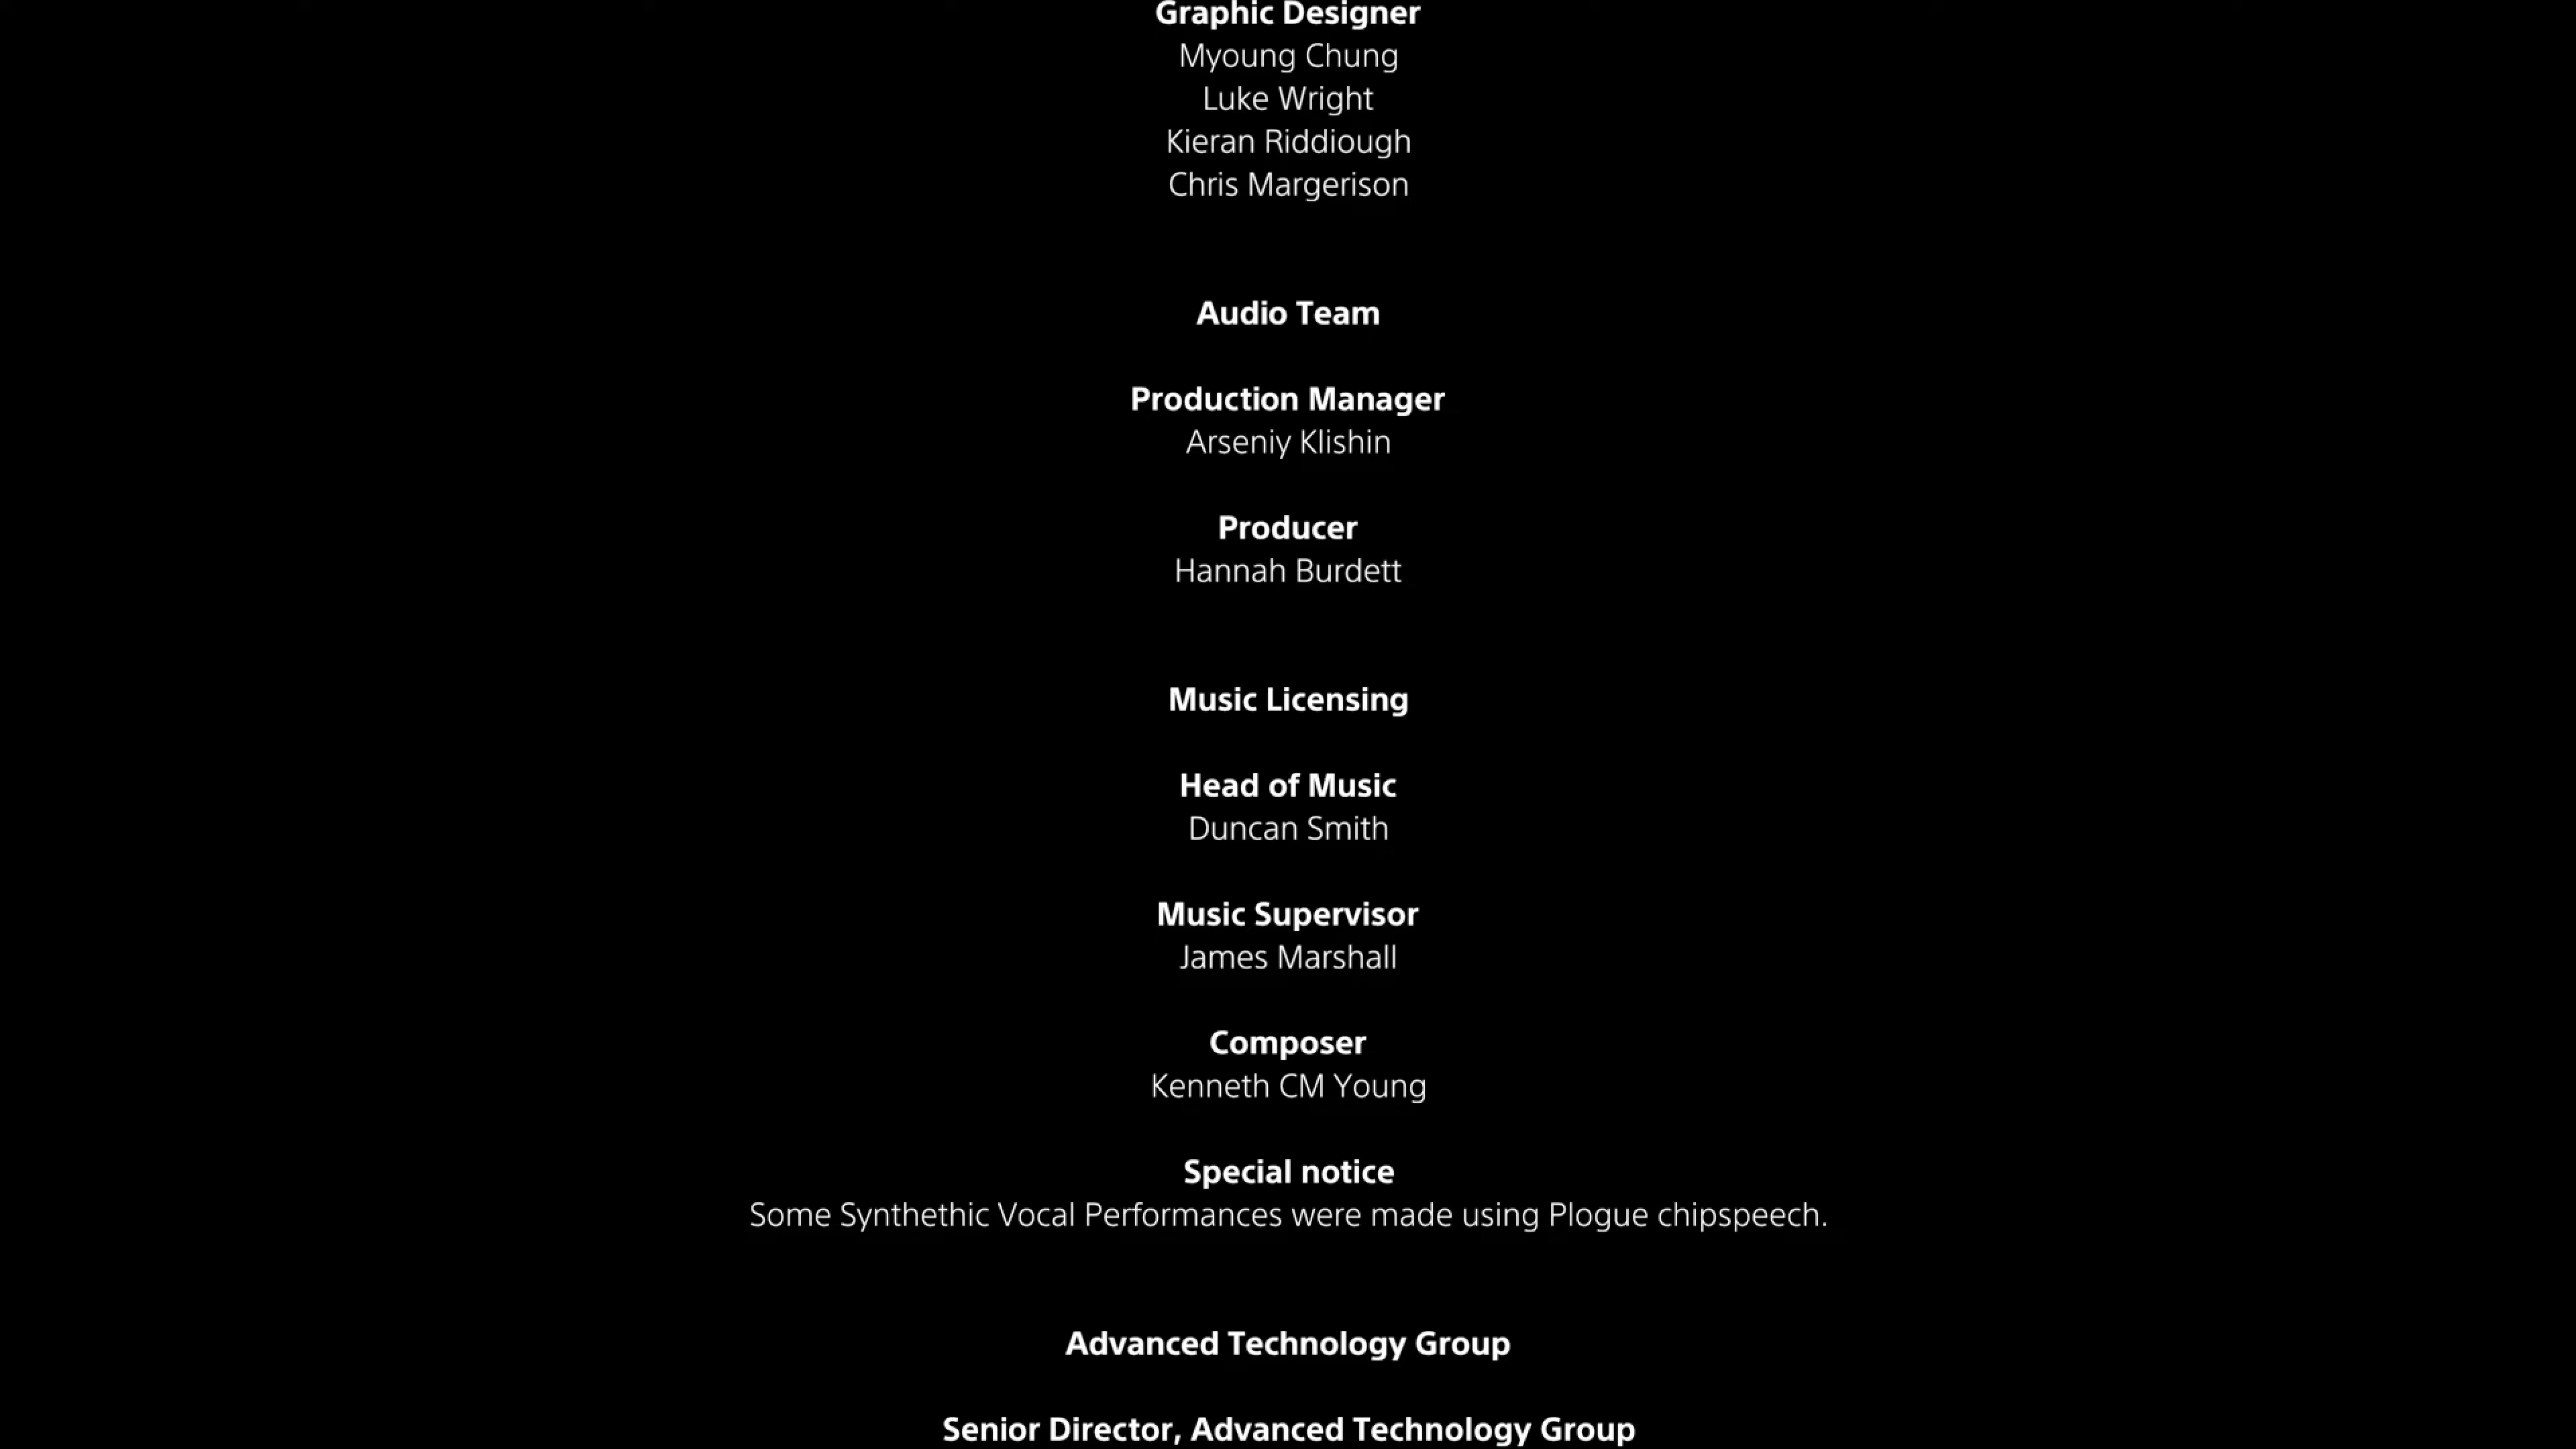 Graphic Designer
Myoung Chung
Luke Wright
Kieran Riddiough
Chris Margerison
Audio Team
Production Manager
Arseniy Klishin
Producer
Hannah Burdett
Music Licensing
Head of Music
Duncan Smith
Music Supervisor
James Marshall
Composer
Kenneth CM Young
Special notice
Some Synthethic Vocal Performances were made using Plogue chipspeech.
Advanced Technology Group
Senior Director, Advanced Technology Group